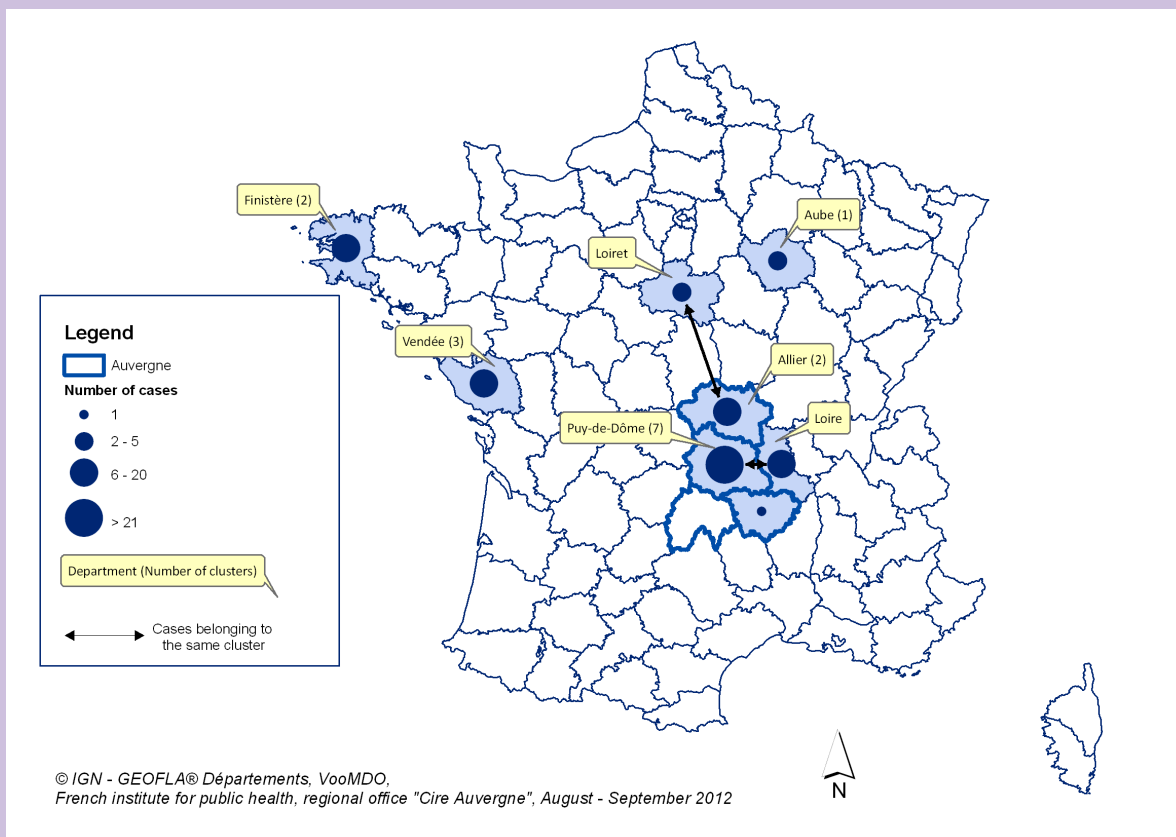 Finistère (2)
Aube (1)
Loiret
Vendée (3)
Allier (2)
Loire
Puy-de-Dôme (7)
Legend
Auvergne
Number of cases
1
2 - 5
6 - 20
> 21
Department (Number of clusters)
Cases belonging to
the same cluster
N
© IGN - GEOFLA® Départements, VooMDO,
French institute for public health, regional office "Cire Auvergne", August - September 2012